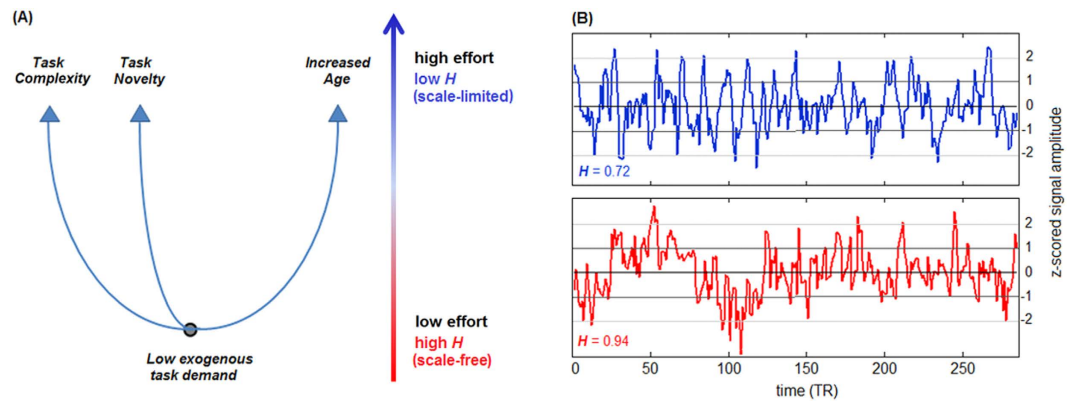 (A)
Task
Complexity
Task
Novelty
Increased
Age
Low exogenous
task demand
high effort
low H
(scale-limited)
low effort
high H
(scale-free)
(B)
2
1
0
-1
-2
H = 0.72
2
1
0
-1
-2
H = 0.94
z-scored signal amplitude
0 50 100 150 200 250
time (TR)